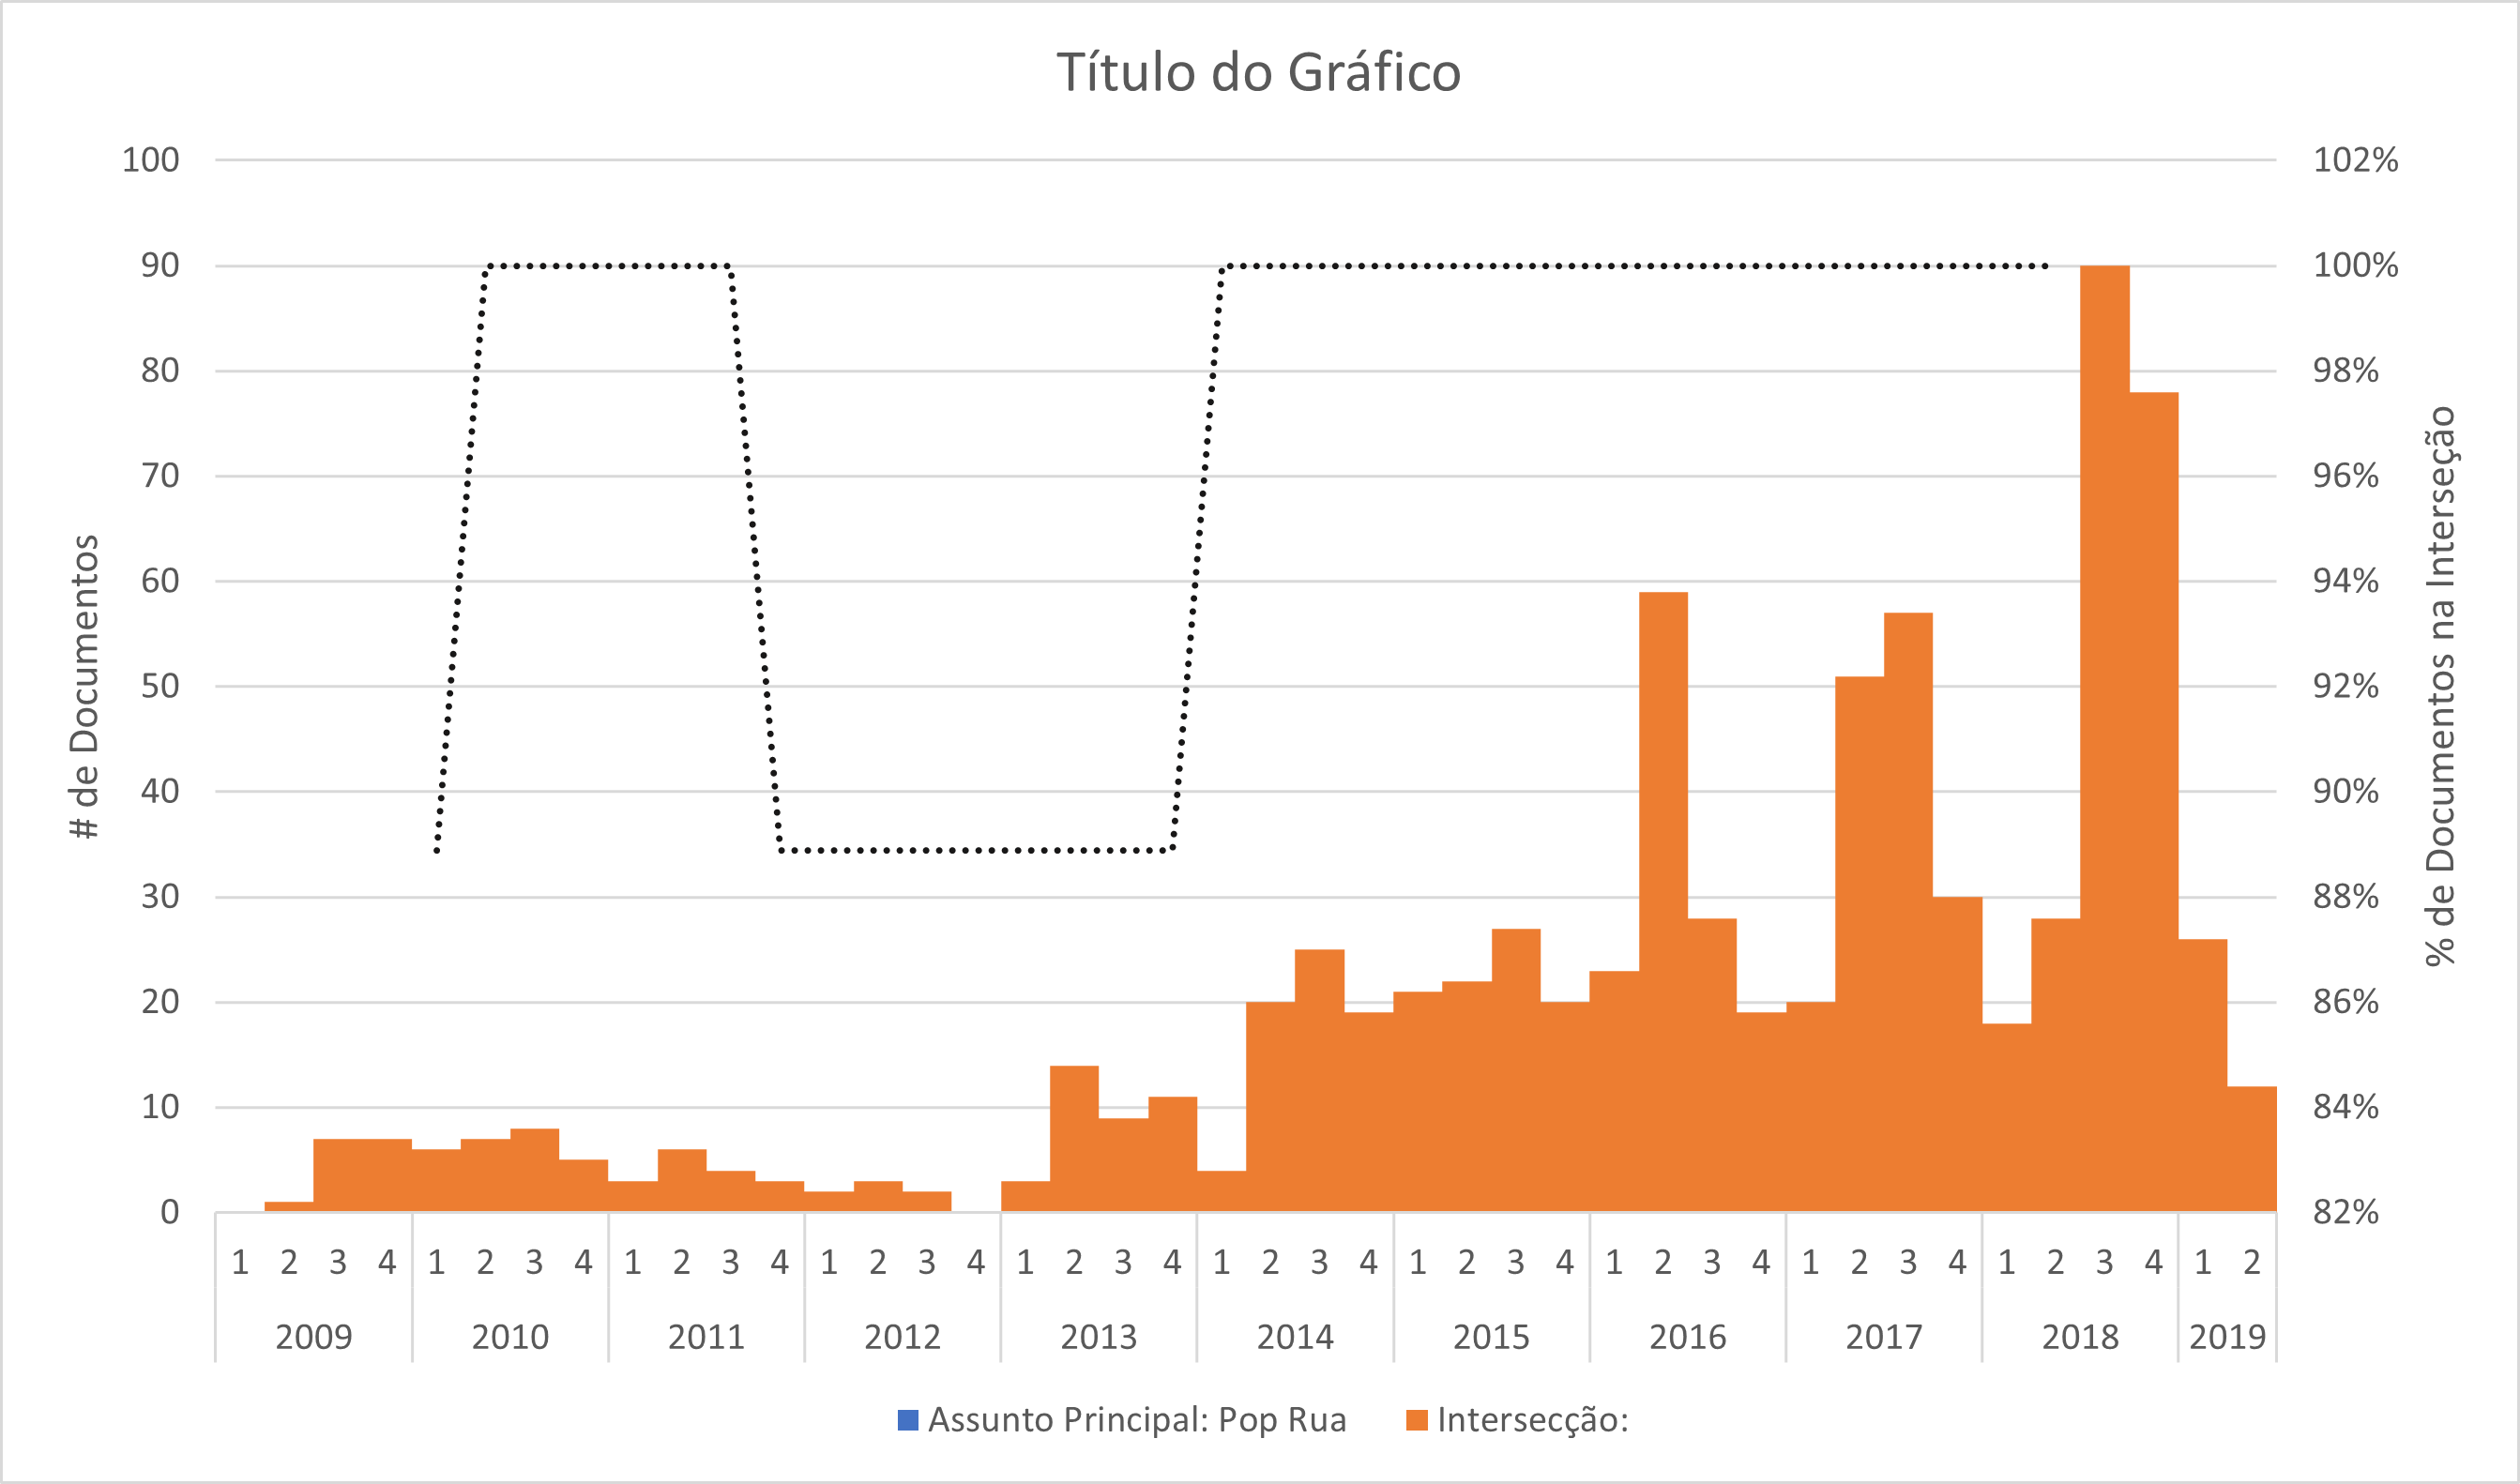 Título do Gráfico
100 102%
90 100%
80 98%
70 96%
60 94%
50 92%
40 90%
30 88%
20 86%
10 84%
0 82%
# de Documentos
% de Documentos na Interseção
1 2 3 4 1 2 3 4 1 2 3 4 1 2 3 4 1 2 3 4 1 2 3 4 1 2 3 4 1 2 3 4 1 2 3 4 1 2 3 4 1 2
2009 2010 2011 2012 2013 2014 2015 2016 2017 2018 2019
Assunto Principal: Pop Rua Intersecção: